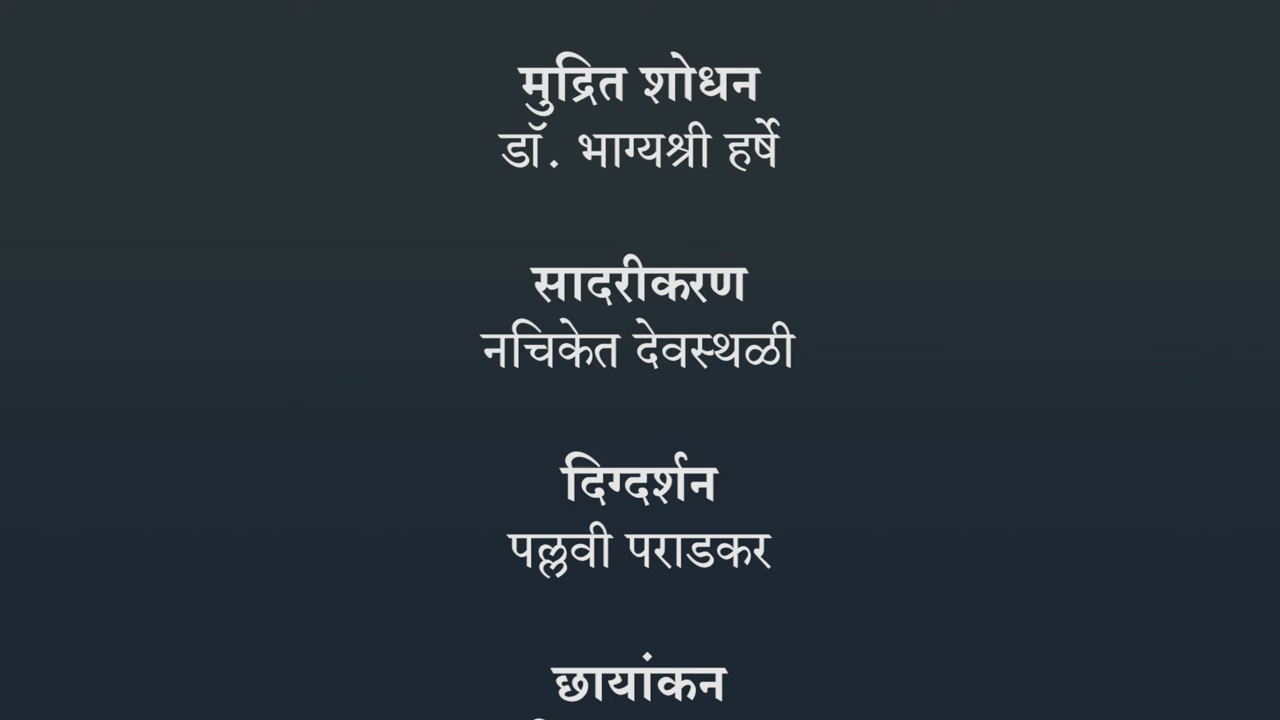 मुद्रित शोधन
डॉ. भाग्यश्री हर्षे
सादरीकरण
नचिकेत देवस्थळी
दिग्दर्शन
पल्लवी पराडकर
छायांकन